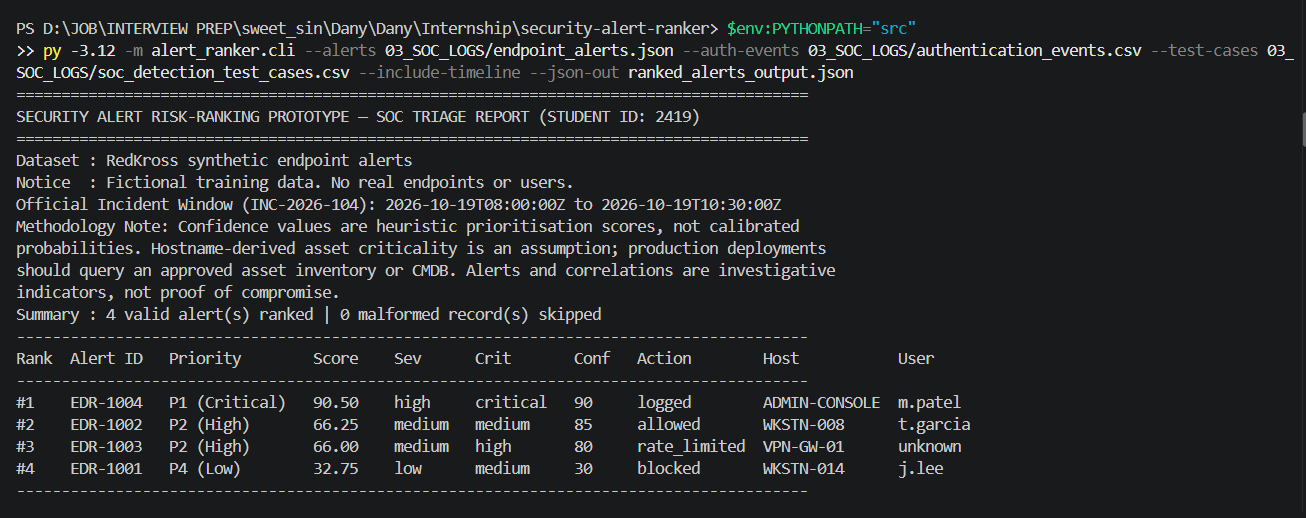 PS D:\JOB\INTERVIEW PREP\sweet_sin\Dany\Dany\Internship\security-alert-ranker> $env:PYTHONPATH="src"
>> py -3.12 -m alert_ranker.cli --alerts 03_SOC_LOGS/endpoint_alerts.json --auth-events 03_SOC_LOGS/authentication_events.csv --test-cases 03_
SOC_LOGS/soc_detection_test_cases.csv --include-timeline --json-out ranked_alerts_output.json
========================================================================================
SECURITY ALERT RISK-RANKING PROTOTYPE — SOC TRIAGE REPORT (STUDENT ID: 2419)
========================================================================================
Dataset : RedKross synthetic endpoint alerts
Notice  : Fictional training data. No real endpoints or users.
Official Incident Window (INC-2026-104): 2026-10-19T08:00:00Z to 2026-10-19T10:30:00Z
Methodology Note: Confidence values are heuristic prioritisation scores, not calibrated
probabilities. Hostname-derived asset criticality is an assumption; production deployments
should query an approved asset inventory or CMDB. Alerts and correlations are investigative
indicators, not proof of compromise.
Summary : 4 valid alert(s) ranked | 0 malformed record(s) skipped
----------------------------------------------------------------------------------------
Rank  Alert ID   Priority        Score    Sev      Crit       Conf   Action        Host           User
----------------------------------------------------------------------------------------
#1    EDR-1004   P1 (Critical)   90.50    high     critical   90     logged        ADMIN-CONSOLE  m.patel
#2    EDR-1002   P2 (High)       66.25    medium   medium     85     allowed       WKSTN-008      t.garcia
#3    EDR-1003   P2 (High)       66.00    medium   high       80     rate_limited  VPN-GW-01      unknown
#4    EDR-1001   P4 (Low)        32.75    low      medium     30     blocked       WKSTN-014      j.lee
----------------------------------------------------------------------------------------